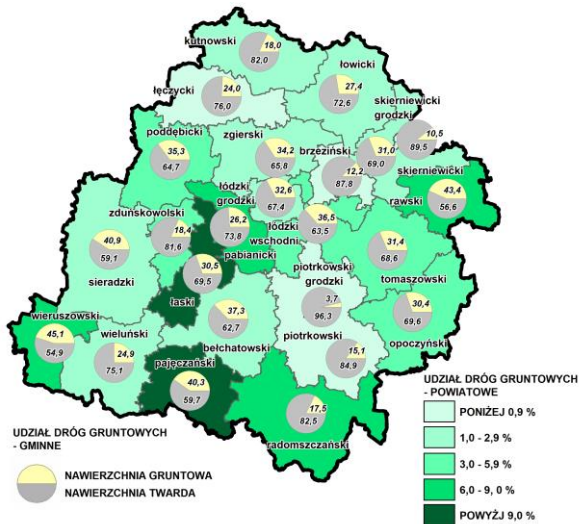 kutnowski
18,0
82,0
łowicki
27,4
72,6
łęczycki
24,0
76,0
skierniewicki
grodzki
10,5
89,5
poddębicki
35,3
64,7
zgierski
34,2
65,8
brzeziński
12,2
87,8
31,0
69,0
skierniewicki
43,4
56,6
rawski
łódzki
grodzki
32,6
67,4
zduńskowolski
18,4
81,6
26,2
73,8
pabianicki
łódzki
wschodni
36,5
63,5
40,9
59,1
sieradzki
30,5
69,5
łaski
31,4
68,6
tomaszowski
piotrkowski
grodzki
3,7
96,3
piotrkowski
15,1
84,9
30,4
69,6
opoczyński
wieruszowski
45,1
54,9
wieluński
24,9
75,1
37,3
62,7
bełchatowski
pajęczański
40,3
59,7
17,5
82,5
radomszczański
UDZIAŁ DRÓG GRUNTOWYCH
- GMINNE
NAWIERZCHNIA GRUNTOWA
NAWIERZCHNIA TWARDA
UDZIAŁ DRÓG GRUNTOWYCH
- POWIATOWE
PONIŻEJ 0,9 %
1,0 - 2,9 %
3,0 - 5,9 %
6,0 - 9, 0 %
POWYŻJ 9,0 %